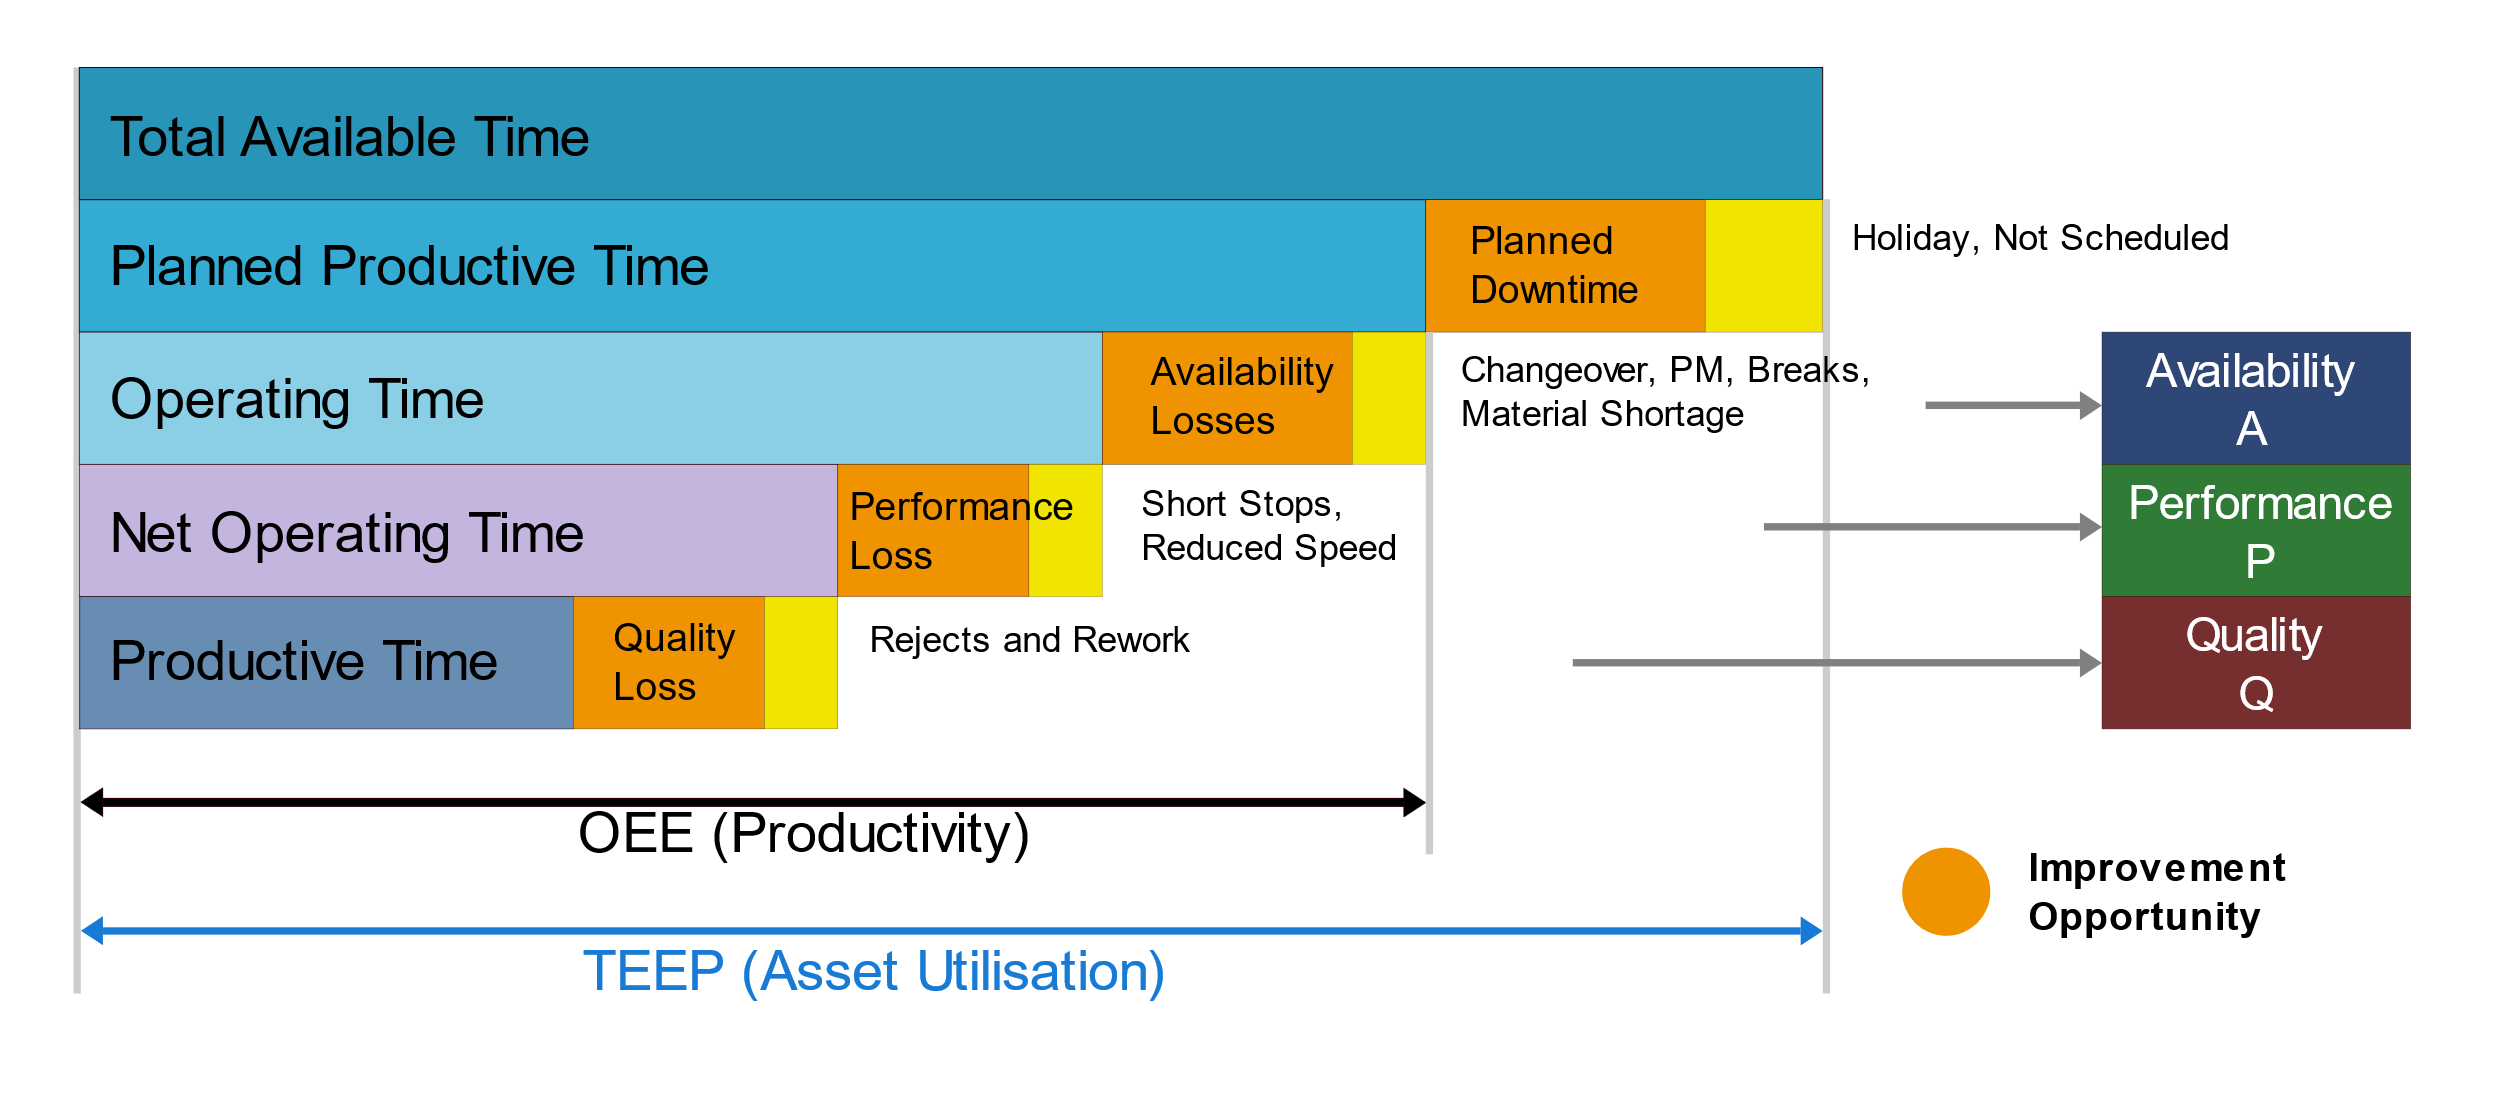 Total Available Time
Planned Productive Time
Planned
Downtime
Holiday, Not Scheduled
Operating Time
Availability
Losses
Changeover, PM, Breaks,
Material Shortage
Availability
A
Net Operating Time
Performance
Loss
Short Stops,
Reduced Speed
Performance
P
Productive Time
Quality
Loss
Rejects and Rework
Quality
Q
OEE (Productivity)
TEEP (Asset Utilisation)
Improvement
Opportunity